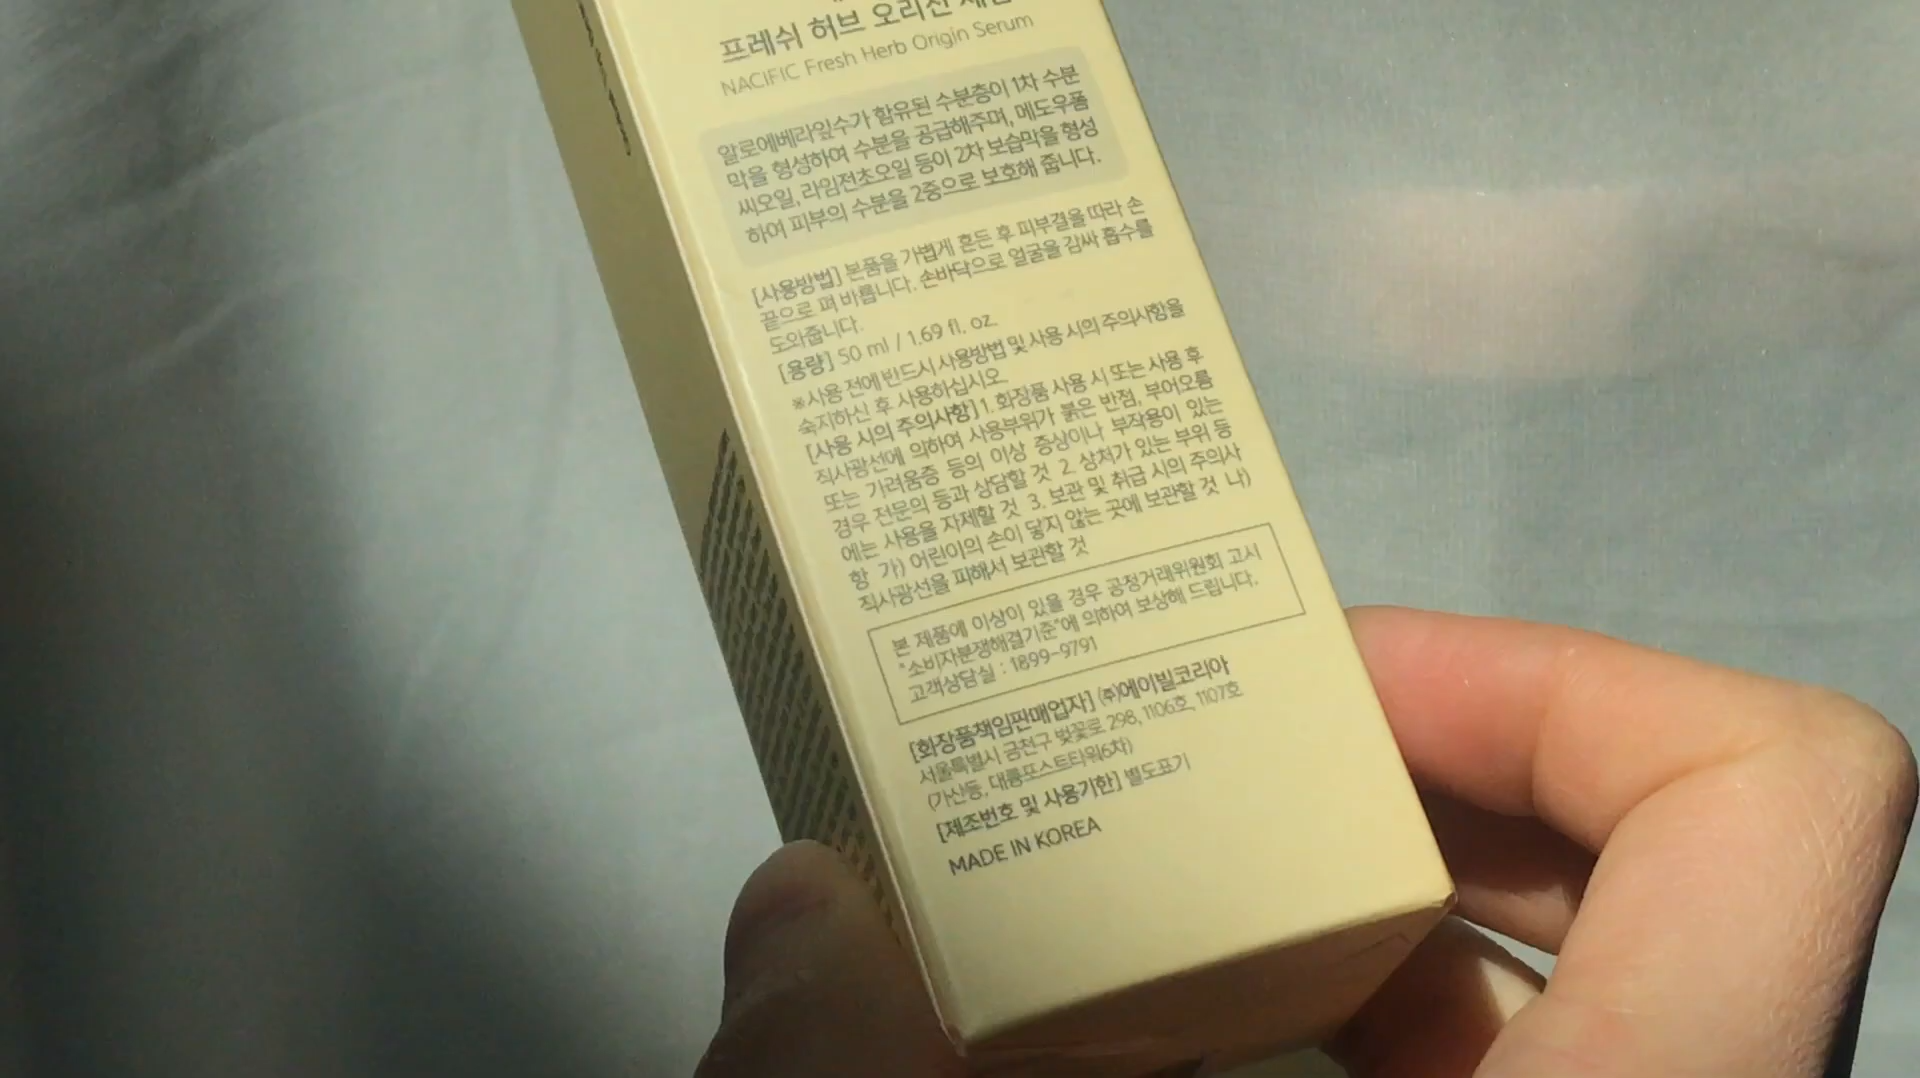 프레쉬 허브 오리진 세럼
NACIFIC Fresh Herb Origin Serum
알로에베라잎수가 함유된 수분층이 1차 수분
막을 형성하여 수분을 공급해주며, 메도우폼
씨오일, 라임전초오일 등이 2차 보습막을 형성
하여 피부의 수분을 2중으로 보호해 줍니다.
[사용방법] 본품을 가볍게 흔든 후 피부결을 따라 손
끝으로 펴 바릅니다. 손바닥으로 얼굴을 감싸 흡수를
도와줍니다.
[용량] 50 ml / 1.69 fl. oz.
※사용 전에 반드시 사용방법 및 사용 시의 주의사항을
숙지하신 후 사용하십시오.
[사용 시의 주의사항] 1. 화장품 사용 시 또는 사용 후
직사광선에 의하여 사용부위가 붉은 반점, 부어오름
또는 가려움증 등의 이상 증상이나 부작용이 있는
경우 전문의 등과 상담할 것 2. 상처가 있는 부위 등
에는 사용을 자제할 것 3. 보관 및 취급 시의 주의사
항 가) 어린이의 손이 닿지 않는 곳에 보관할 것 나)
직사광선을 피해서 보관할 것
본 제품에 이상이 있을 경우 공정거래위원회 고시
"소비자분쟁해결기준"에 의하여 보상해 드립니다.
고객상담실 : 1899-9791
[화장품책임판매업자] (주)에이빌코리아
서울특별시 금천구 벚꽃로 298, 1106호, 1107호
(가산동, 대륭포스트타워6차)
[제조번호 및 사용기한] 별도표기
MADE IN KOREA